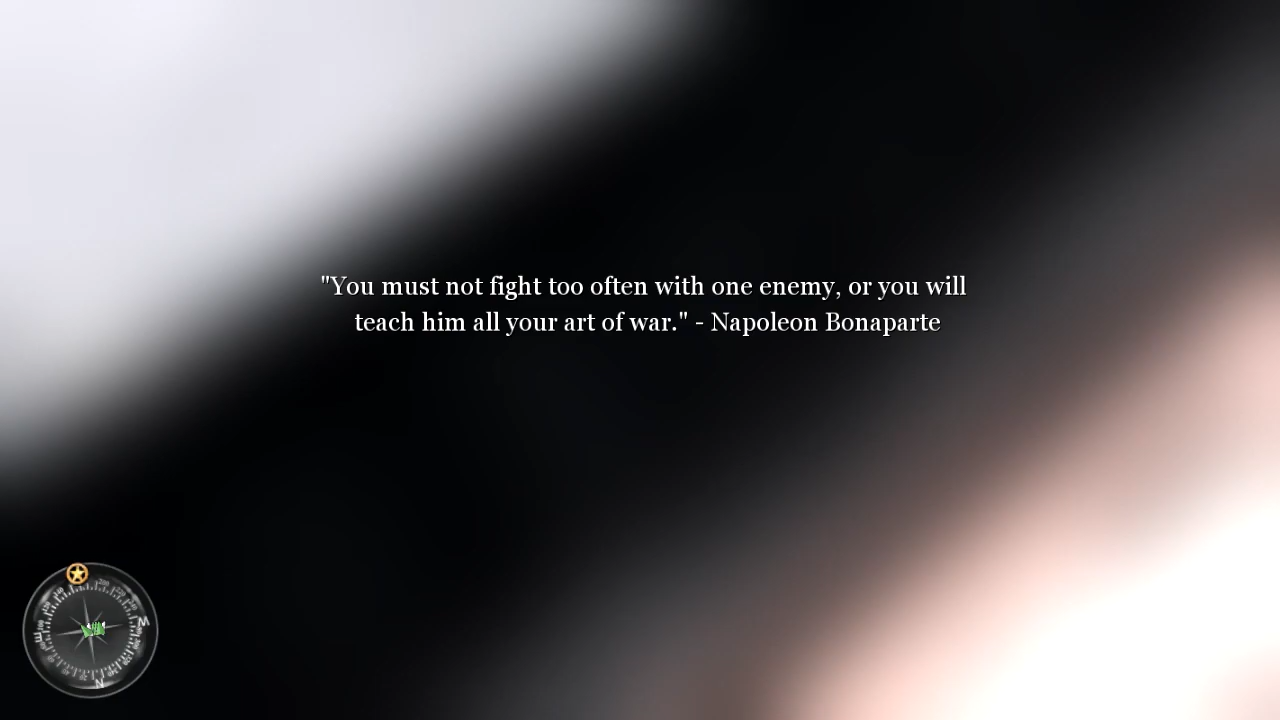 "You must not fight too often with one enemy, or you will
teach him all your art of war." - Napoleon Bonaparte
N
E